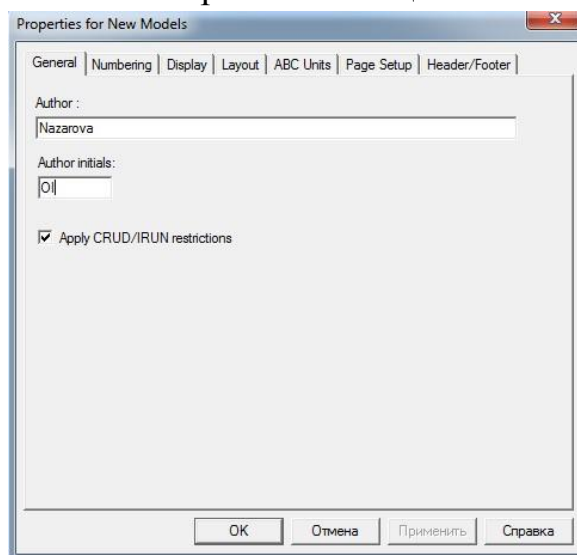 Properties for New Models
General Numbering Display Layout ABC Units Page Setup Header/Footer
Author :
Nazarova
Author initials:
OI
Apply CRUD/IRUN restrictions
OK Отмена Применить Справка